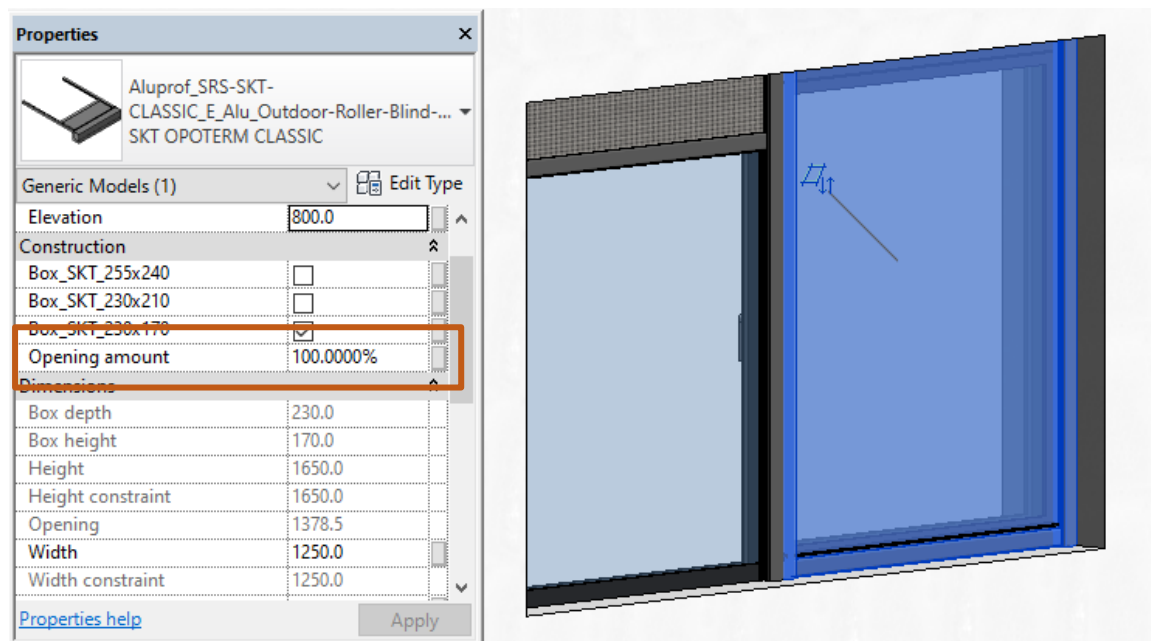 Properties
Aluprof_SRS-SKT-
CLASSIC_E_Alu_Outdoor-Roller-Blind-...
SKT OPOTERM CLASSIC
Generic Models (1) Edit Type
Elevation 800.0
Construction
Box_SKT_255x240
Box_SKT_230x210
Box_SKT_230x170
Opening amount 100.0000%
Dimensions
Box depth 230.0
Box height 170.0
Height 1650.0
Height constraint 1650.0
Opening 1378.5
Width 1250.0
Width constraint 1250.0
Properties help Apply